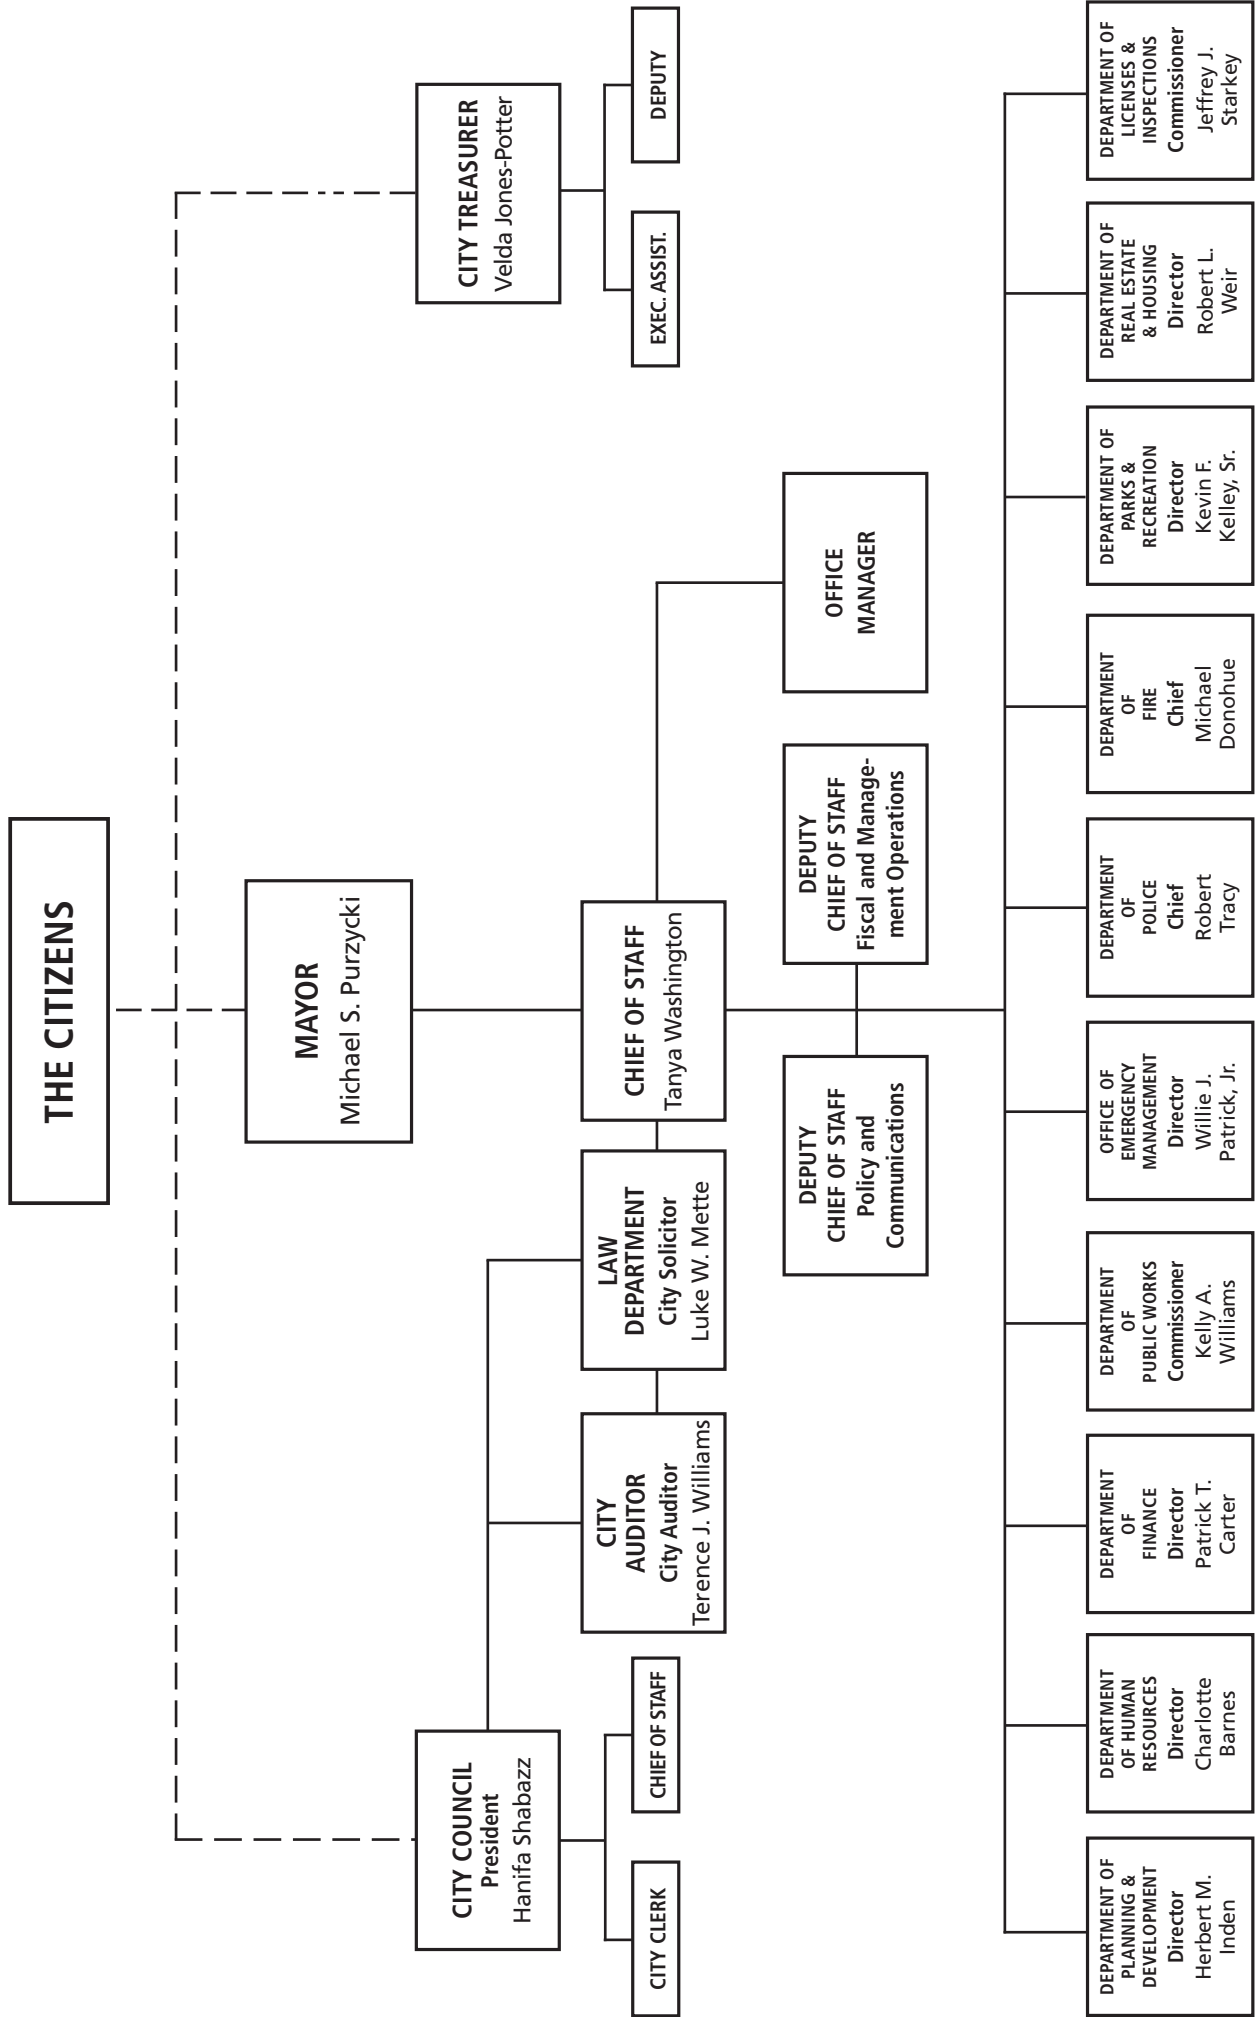 THE CITIZENS
MAYOR
Michael S. Purzycki
CITY COUNCIL
President
Hanifa Shabazz
CITY TREASURER
Velda Jones-Potter
CITY CLERK
CHIEF OF STAFF
CITY
AUDITOR
City Auditor
Terence J. Williams
LAW
DEPARTMENT
City Solicitor
Luke W. Mette
CHIEF OF STAFF
Tanya Washington
EXEC. ASSIST.
DEPUTY
DEPUTY
CHIEF OF STAFF
Policy and
Communications
DEPUTY
CHIEF OF STAFF
Fiscal and Manage-
ment Operations
OFFICE
MANAGER
DEPARTMENT OF
PLANNING &
DEVELOPMENT
Director
Herbert M.
Inden
DEPARTMENT
OF HUMAN
RESOURCES
Director
Charlotte
Barnes
DEPARTMENT
OF
FINANCE
Director
Patrick T.
Carter
DEPARTMENT
OF
PUBLIC WORKS
Commissioner
Kelly A.
Williams
OFFICE OF
EMERGENCY
MANAGEMENT
Director
Willie J.
Patrick, Jr.
DEPARTMENT
OF
POLICE
Chief
Robert
Tracy
DEPARTMENT
OF
FIRE
Chief
Michael
Donohue
DEPARTMENT OF
PARKS &
RECREATION
Director
Kevin F.
Kelley, Sr.
DEPARTMENT OF
REAL ESTATE
& HOUSING
Director
Robert L.
Weir
DEPARTMENT OF
LICENSES &
INSPECTIONS
Commissioner
Jeffrey J.
Starkey